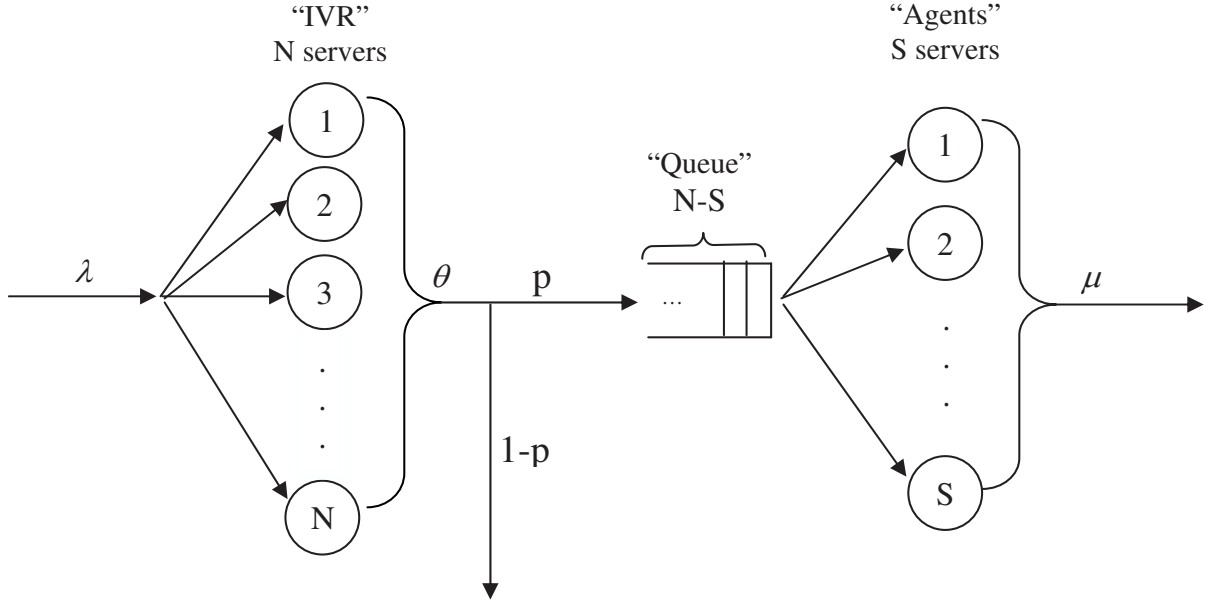 “IVR”
N servers
1
2
3
.
.
.
N
λ
θ
p
1-p
“Queue”
N-S
...
“Agents”
S servers
1
2
.
.
.
S
μ